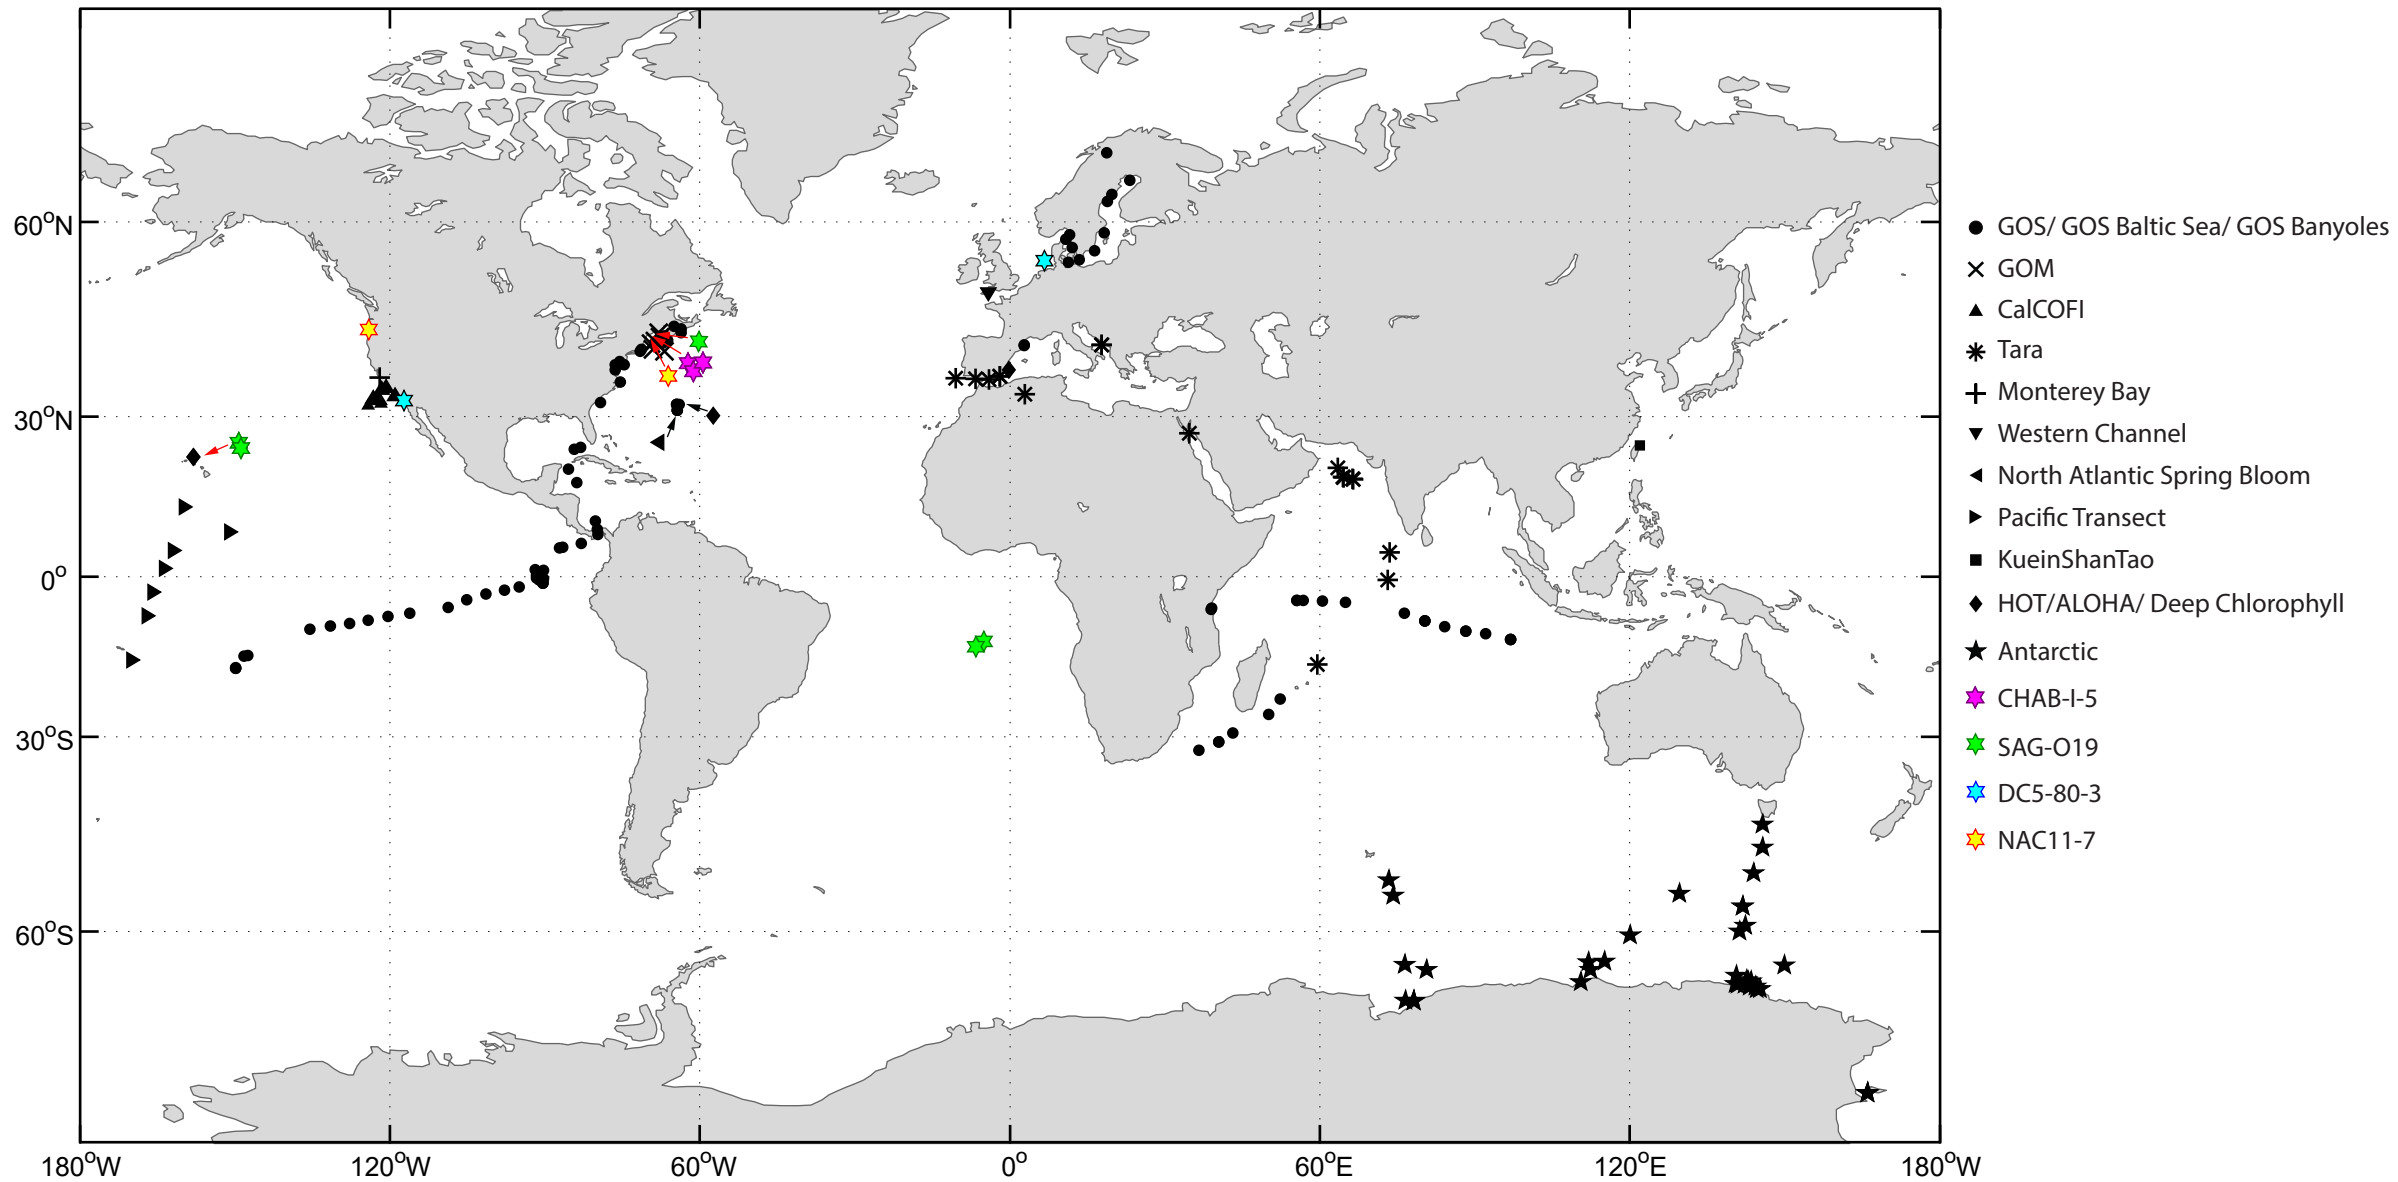 60°N
30°N
0°
30°S
60°S
180°W 120°W 60°W 0° 60°E 120°E 180°W
GOS/ GOS Baltic Sea/ GOS Banyoles
GOM
CalCOFI
Tara
Monterey Bay
Western Channel
North Atlantic Spring Bloom
Pacific Transect
KueinShanTao
HOT/ALOHA/ Deep Chlorophyll
Antarctic
CHAB-I-5
SAG-O19
DC5-80-3
NAC11-7